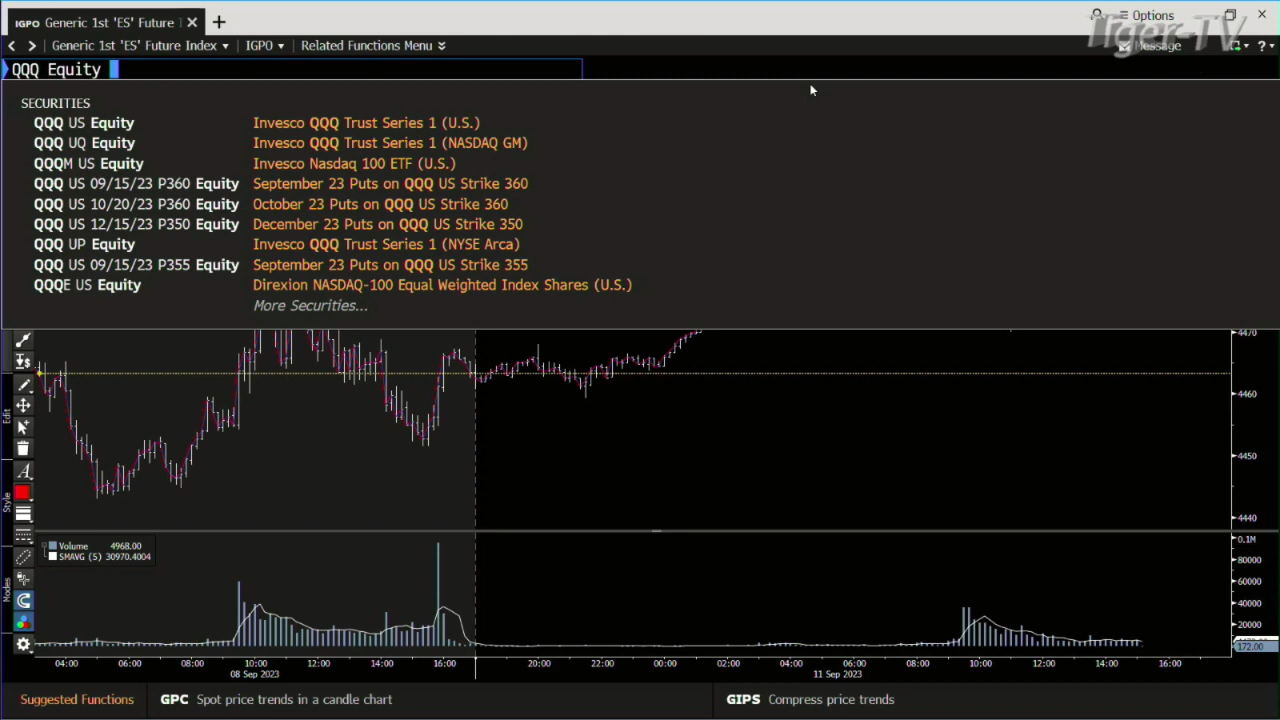 IGPO Generic 1st 'ES' Future
Options
Tiger-TV
Generic 1st 'ES' Future Index IGPO Related Functions Menu
Message
?
QQQ Equity
SECURITIES
QQQ US Equity Invesco QQQ Trust Series 1 (U.S.)
QQQ UQ Equity Invesco QQQ Trust Series 1 (NASDAQ GM)
QQQM US Equity Invesco Nasdaq 100 ETF (U.S.)
QQQ US 09/15/23 P360 Equity September 23 Puts on QQQ US Strike 360
QQQ US 10/20/23 P360 Equity October 23 Puts on QQQ US Strike 360
QQQ US 12/15/23 P350 Equity December 23 Puts on QQQ US Strike 350
QQQ UP Equity Invesco QQQ Trust Series 1 (NYSE Arca)
QQQ US 09/15/23 P355 Equity September 23 Puts on QQQ US Strike 355
QQQE US Equity Direxion NASDAQ-100 Equal Weighted Index Shares (U.S.)
More Securities...
4470
4460
4450
4440
Edit
Style
Modes
A
Volume 4968.00
SMAVG (5) 30970.4004
0.1M
80000
60000
40000
20000
172.00
04:00 06:00 08:00 10:00 12:00 14:00 16:00 20:00 22:00 00:00 02:00 04:00 06:00 08:00 10:00 12:00 14:00 16:00
08 Sep 2023 11 Sep 2023
Suggested Functions GPC Spot price trends in a candle chart GIPS Compress price trends